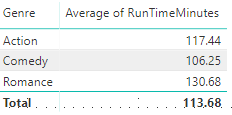 Genre Average of RunTimeMinutes
Action 117.44
Comedy 106.25
Romance 130.68
Total 113.68